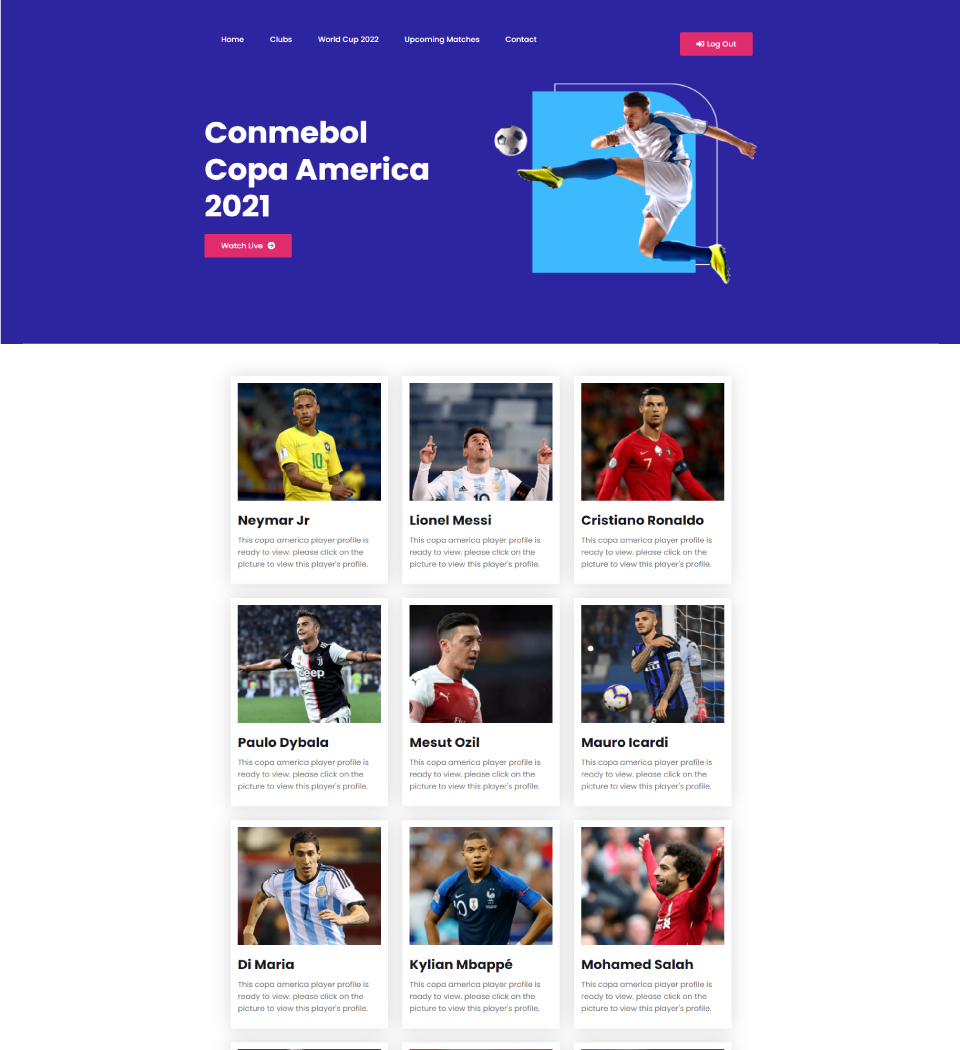 Home Clubs World Cup 2022 Upcoming Matches Contact
Log Out
Conmebol
Copa America
2021
Watch Live
10
10
7
Neymar Jr
This copa america player profile is
ready to view. please click on the
picture to view this player's profile.
Lionel Messi
This copa america player profile is
ready to view. please click on the
picture to view this player's profile.
Cristiano Ronaldo
This copa america player profile is
ready to view. please click on the
picture to view this player's profile.
Jeep
Paulo Dybala
This copa america player profile is
ready to view. please click on the
picture to view this player's profile.
Mesut Ozil
This copa america player profile is
ready to view. please click on the
picture to view this player's profile.
Mauro Icardi
This copa america player profile is
ready to view. please click on the
picture to view this player's profile.
7
10
Di Maria
This copa america player profile is
ready to view. please click on the
picture to view this player's profile.
Kylian Mbappé
This copa america player profile is
ready to view. please click on the
picture to view this player's profile.
Mohamed Salah
This copa america player profile is
ready to view. please click on the
picture to view this player's profile.